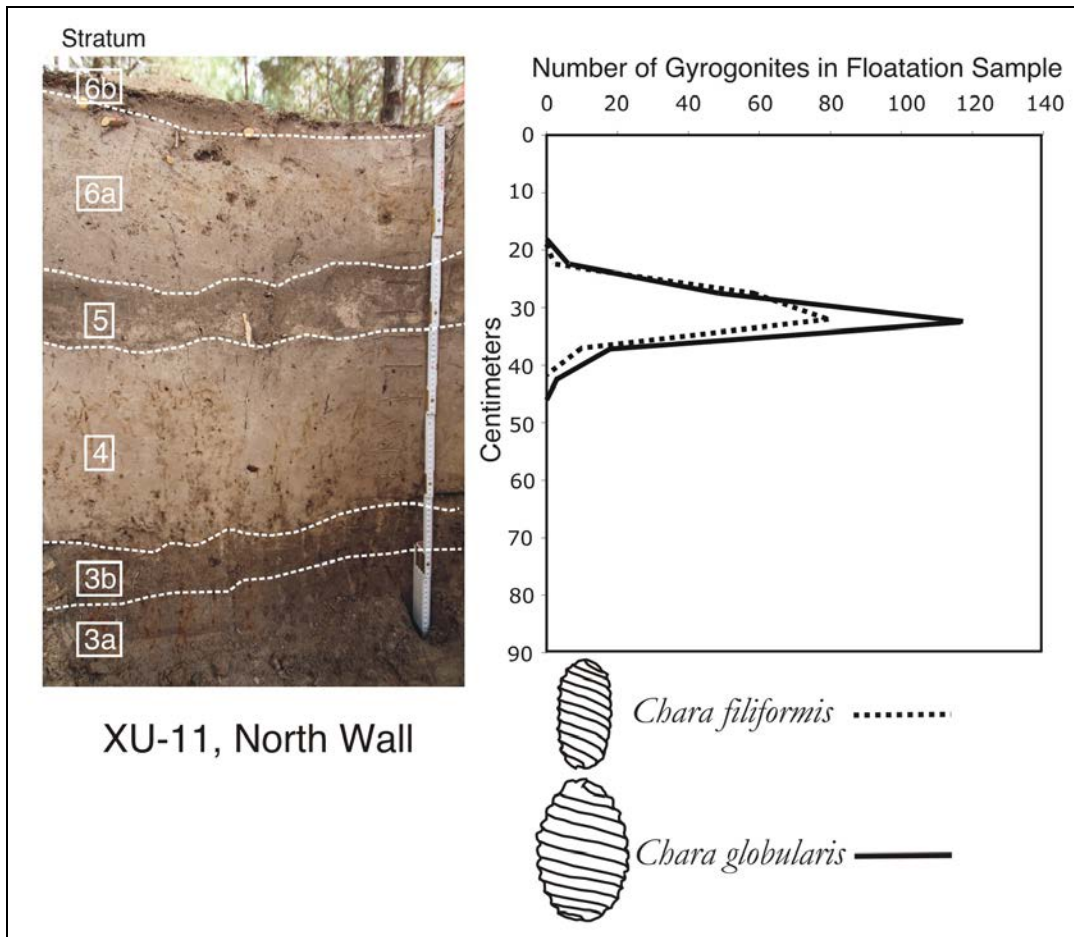 Stratum
6b
6a
5
4
3b
3a
XU-11, North Wall
Number of Gyrogonites in Floatation Sample
0 20 40 60 80 100 120 140
Centimeters
0
10
20
30
40
50
60
70
80
90
Chara filiformis
Chara globularis